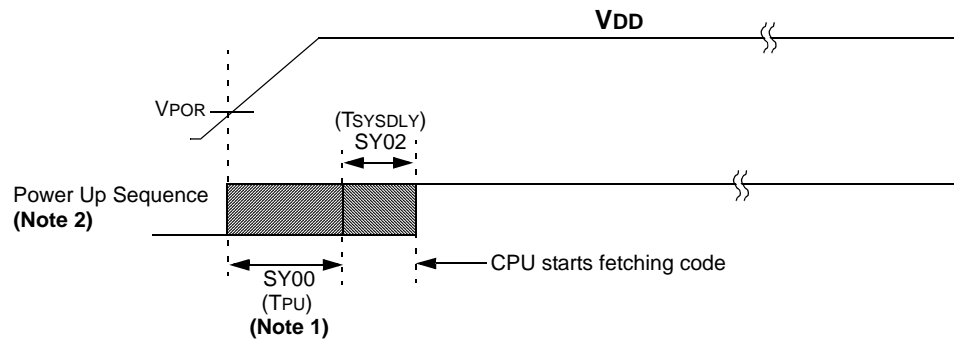 VDD
VPOR
(TSYSDLY)
SY02
Power Up Sequence
(Note 2)
CPU starts fetching code
SY00
(TPU)
(Note 1)